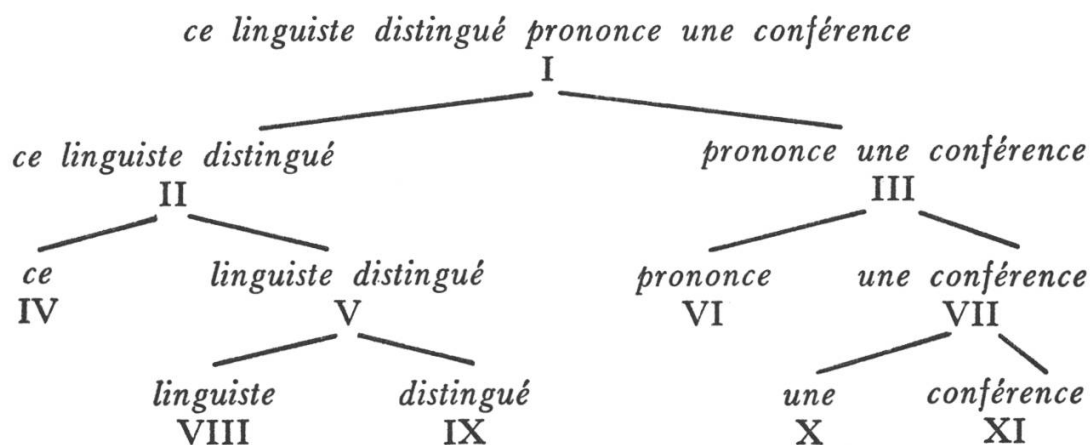 ce linguiste distingué prononce une conférence
I
ce linguiste distingué prononce une conférence
II III
ce linguiste distingué prononce une conférence
IV V VI VII
linguiste distingué une conférence
VIII IX X XI